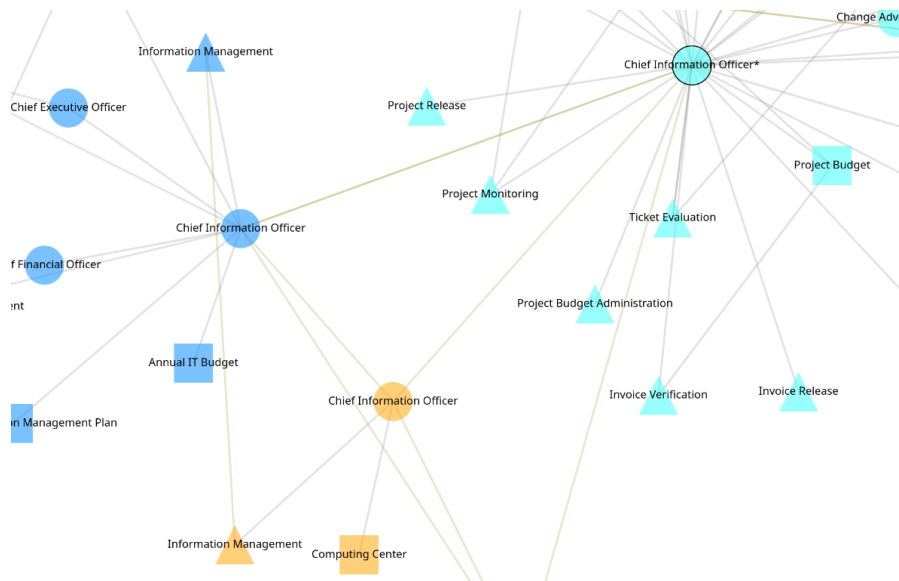 Change Adv
Information Management
Chief Information Officer*
Chief Executive Officer
Project Release
Project Budget
Project Monitoring
Ticket Evaluation
Chief Information Officer
f Financial Officer
ent
Project Budget Administration
Annual IT Budget
Invoice Release
Invoice Verification
Chief Information Officer
n Management Plan
Information Management
Computing Center